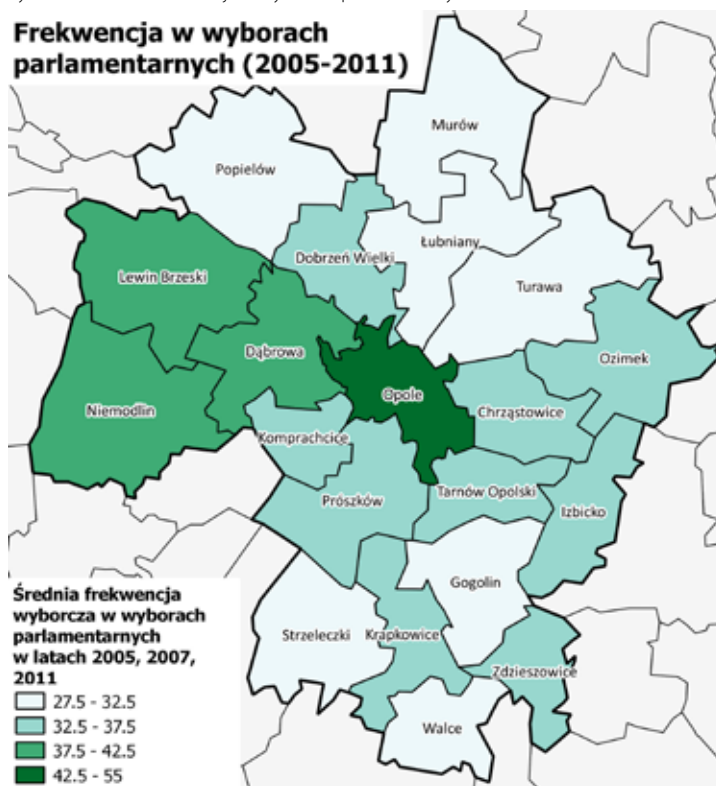 Frekwencja w wyborach
parlamentarnych (2005-2011)
Murów
Popielów
Łubniany
Dobrzeń Wielki
Lewin Brzeski
Turawa
Dąbrowa
Ozimek
Opole
Niemodlin
Chrząstowice
Komprachcice
Prószków
Tarnów Opolski
Izbicko
Gogolin
Strzeleczki
Krapkowice
Zdzieszowice
Walce
Średnia frekwencja
wyborcza w wyborach
parlamentarnych
w latach 2005, 2007,
2011
27.5 - 32.5
32.5 - 37.5
37.5 - 42.5
42.5 - 55